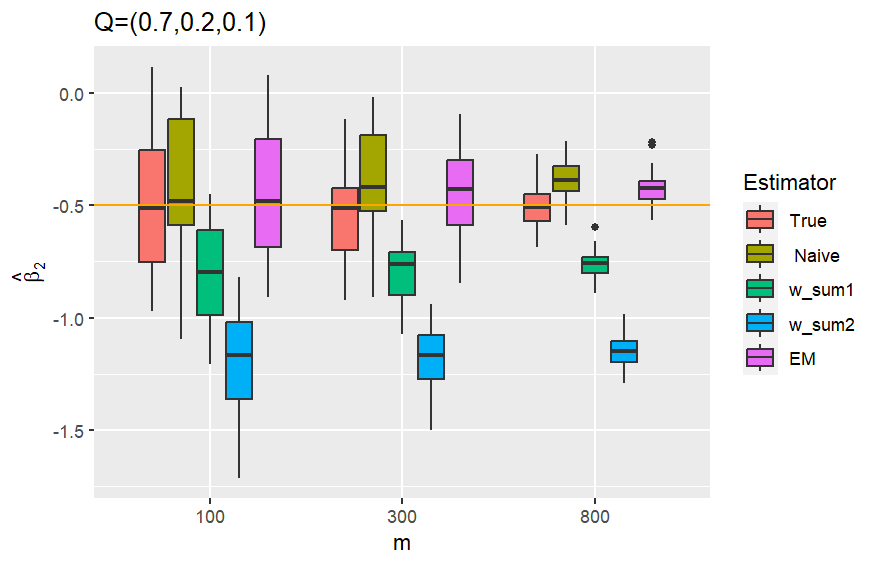 Q=(0.7,0.2,0.1)
0.0
-0.5
-1.0
-1.5
β̂₂
100 300 800
m
Estimator
True
Naive
w_sum1
w_sum2
EM